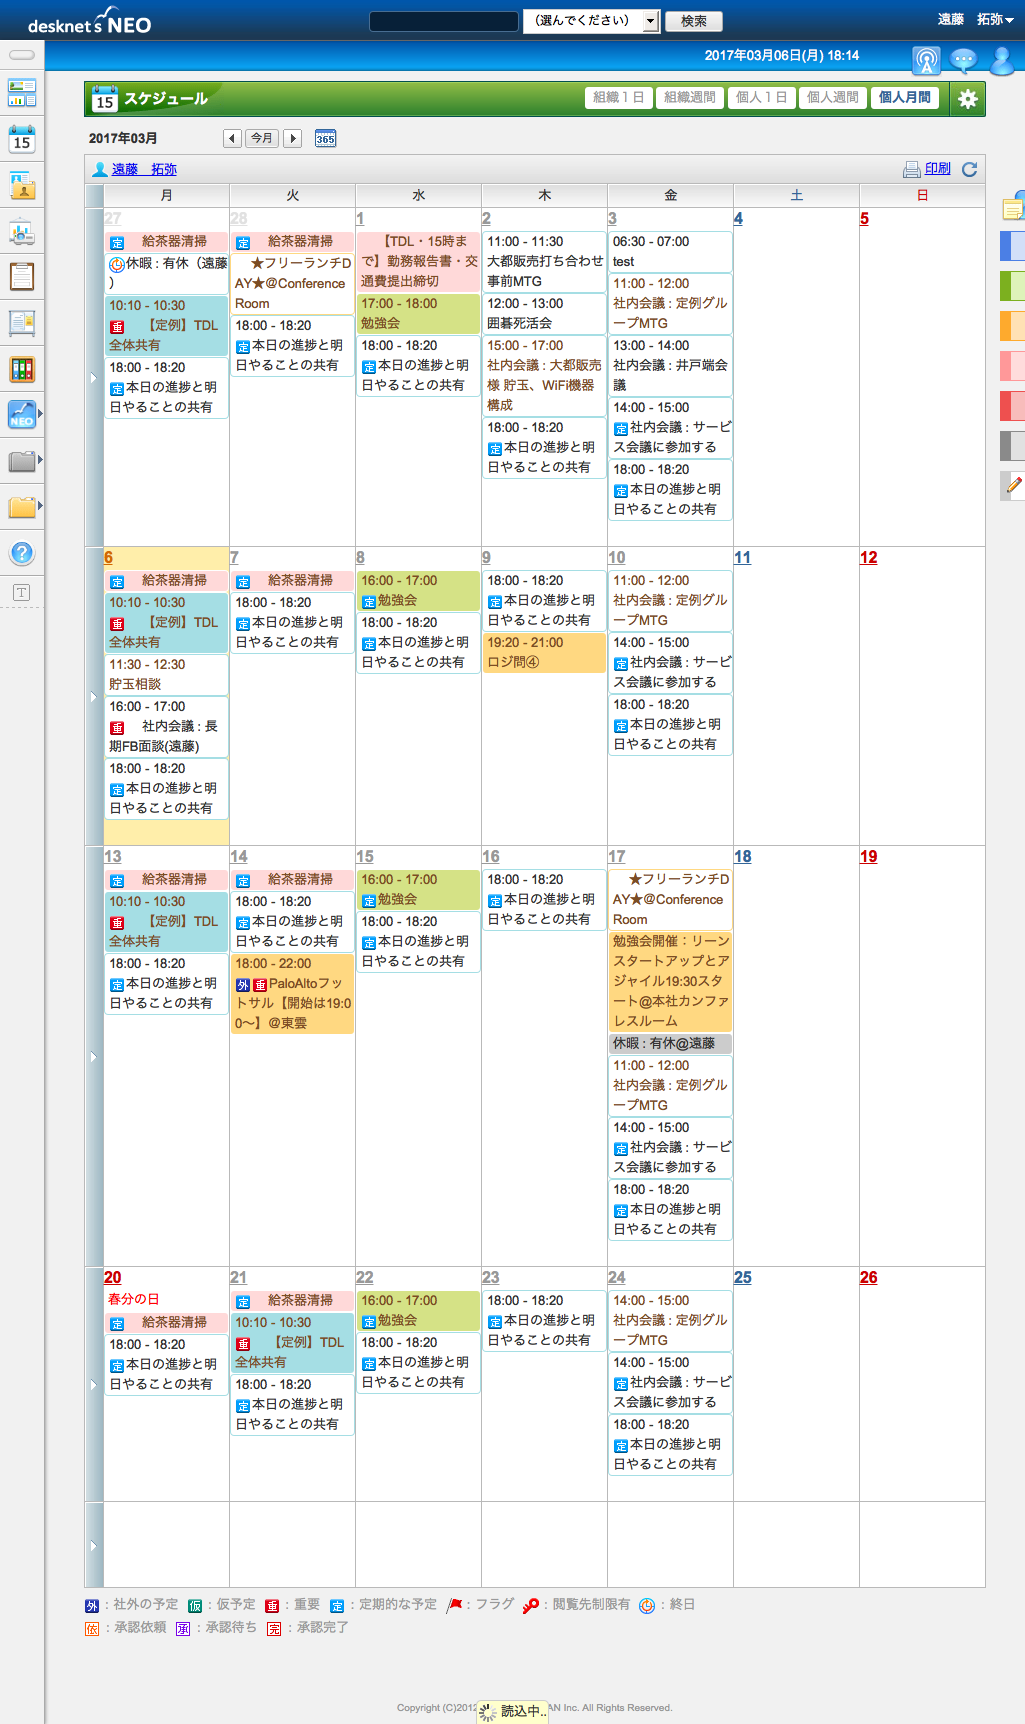 desknet's NEO
（選んでください）
検索
遠藤　拓弥
2017年03月06日(月) 18:14
15 スケジュール
組織１日 組織週間 個人１日 個人週間 個人月間
2017年03月
今月
365
遠藤　拓弥
印刷
月 火 水 木 金 土 日
27
定 給茶器清掃
休暇 : 有休（遠藤
）
10:10 - 10:30
重 【定例】TDL
全体共有
18:00 - 18:20
定 本日の進捗と明
日やることの共有
28
定 給茶器清掃
★フリーランチD
AY★@Conference
Room
18:00 - 18:20
定 本日の進捗と明
日やることの共有
1
【TDL・15時ま
で】勤務報告書・交
通費提出締切
17:00 - 18:00
勉強会
18:00 - 18:20
定 本日の進捗と明
日やることの共有
2
11:00 - 11:30
大都販売打ち合わせ
事前MTG
12:00 - 13:00
囲碁死活会
15:00 - 17:00
社内会議 : 大都販売
様 貯玉、WiFi機器
構成
18:00 - 18:20
定 本日の進捗と明
日やることの共有
3
06:30 - 07:00
test
11:00 - 12:00
社内会議 : 定例グル
ープMTG
13:00 - 14:00
社内会議 : 井戸端会
議
14:00 - 15:00
定 社内会議 : サービ
ス会議に参加する
18:00 - 18:20
定 本日の進捗と明
日やることの共有
4
5
6
定 給茶器清掃
10:10 - 10:30
重 【定例】TDL
全体共有
11:30 - 12:30
貯玉相談
16:00 - 17:00
重 社内会議 : 長
期FB面談(遠藤)
18:00 - 18:20
定 本日の進捗と明
日やることの共有
7
定 給茶器清掃
18:00 - 18:20
定 本日の進捗と明
日やることの共有
8
16:00 - 17:00
定 勉強会
18:00 - 18:20
定 本日の進捗と明
日やることの共有
9
18:00 - 18:20
定 本日の進捗と明
日やることの共有
19:20 - 21:00
ロジ問④
10
11:00 - 12:00
社内会議 : 定例グル
ープMTG
14:00 - 15:00
定 社内会議 : サービ
ス会議に参加する
18:00 - 18:20
定 本日の進捗と明
日やることの共有
11
12
13
定 給茶器清掃
10:10 - 10:30
重 【定例】TDL
全体共有
18:00 - 18:20
定 本日の進捗と明
日やることの共有
14
定 給茶器清掃
18:00 - 18:20
定 本日の進捗と明
日やることの共有
18:00 - 22:00
外 重 PaloAltoフッ
トサル【開始は19:0
0〜】@東雲
15
16:00 - 17:00
定 勉強会
18:00 - 18:20
定 本日の進捗と明
日やることの共有
16
18:00 - 18:20
定 本日の進捗と明
日やることの共有
17
★フリーランチD
AY★@Conference
Room
勉強会開催：リーン
スタートアップとア
ジャイル19:30スタ
ート@本社カンファ
レスルーム
休暇 : 有休@遠藤
11:00 - 12:00
社内会議 : 定例グル
ープMTG
14:00 - 15:00
定 社内会議 : サービ
ス会議に参加する
18:00 - 18:20
定 本日の進捗と明
日やることの共有
18
19
20
春分の日
定 給茶器清掃
18:00 - 18:20
定 本日の進捗と明
日やることの共有
21
定 給茶器清掃
10:10 - 10:30
重 【定例】TDL
全体共有
18:00 - 18:20
定 本日の進捗と明
日やることの共有
22
16:00 - 17:00
定 勉強会
18:00 - 18:20
定 本日の進捗と明
日やることの共有
23
18:00 - 18:20
定 本日の進捗と明
日やることの共有
24
14:00 - 15:00
社内会議 : 定例グル
ープMTG
14:00 - 15:00
定 社内会議 : サービ
ス会議に参加する
18:00 - 18:20
定 本日の進捗と明
日やることの共有
25
26
15
NEO
?
T
外 : 社外の予定 仮 : 仮予定 重 : 重要 定 : 定期的な予定 : フラグ : 閲覧先制限有 : 終日
依 : 承認依頼 承 : 承認待ち 完 : 承認完了
Copyright (C)2012 読込中.. AN Inc. All Rights Reserved.